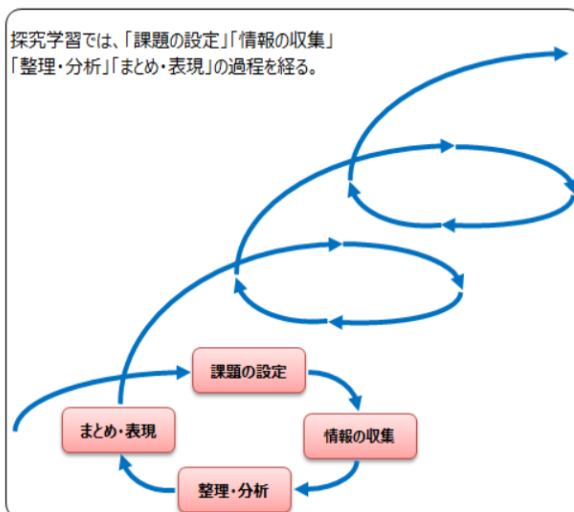 探究学習では、「課題の設定」「情報の収集」
「整理・分析」「まとめ・表現」の過程を経る。
課題の設定
まとめ・表現
情報の収集
整理・分析